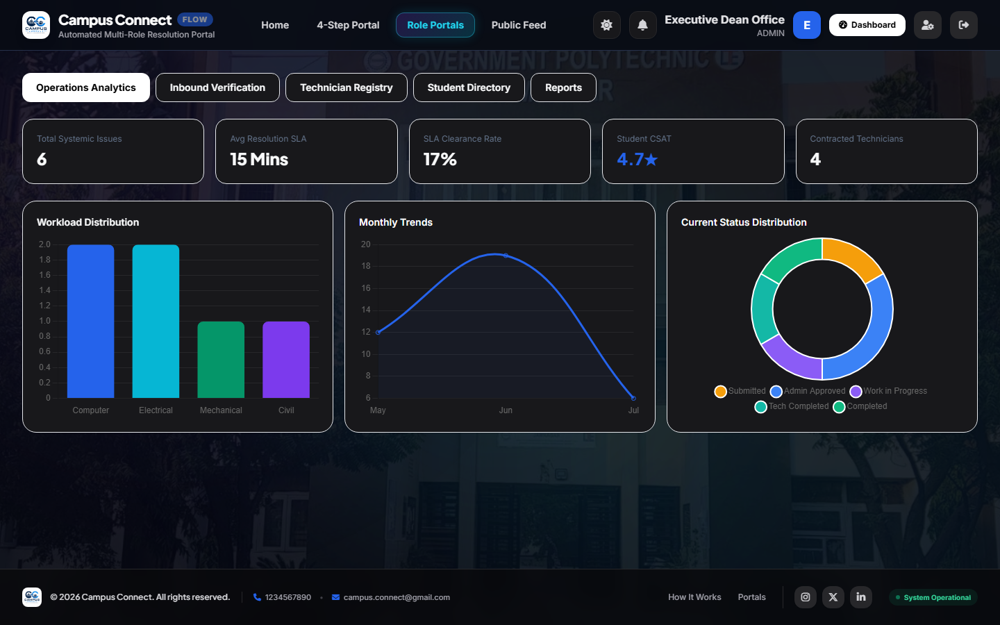 Campus Connect FLOW
Automated Multi-Role Resolution Portal
Home
4-Step Portal
Role Portals
Public Feed
Executive Dean Office
ADMIN
E
Dashboard
GOVERNMENT POLYTECHNIC
Operations Analytics
Inbound Verification
Technician Registry
Student Directory
Reports
Total Systemic Issues
6
Avg Resolution SLA
15 Mins
SLA Clearance Rate
17%
Student CSAT
4.7★
Contracted Technicians
4
Workload Distribution
2.0
1.8
1.6
1.4
1.2
1.0
0.8
0.6
0.4
0.2
0
Computer
Electrical
Mechanical
Civil
Monthly Trends
20
18
16
14
12
10
8
6
May
Jun
Jul
Current Status Distribution
Submitted
Admin Approved
Work in Progress
Tech Completed
Completed
CAMPUS
© 2026 Campus Connect. All rights reserved.
1234567890
campus.connect@gmail.com
How It Works
Portals
System Operational